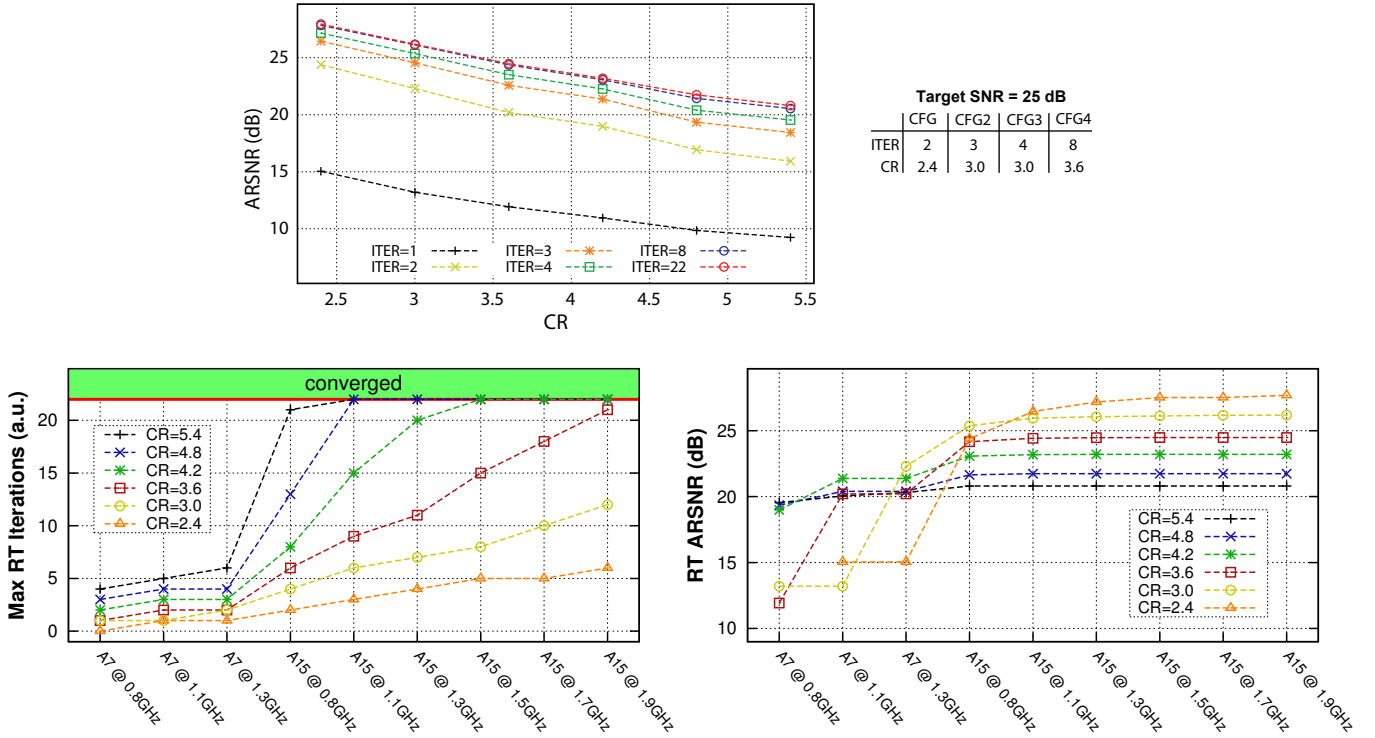 25
20
15
10
ARSNR (dB)
ITER=1 ITER=3 ITER=8
ITER=2 ITER=4 ITER=22
2.5 3 3.5 4 4.5 5 5.5
CR
Target SNR = 25 dB
CFG CFG2 CFG3 CFG4
ITER 2 3 4 8
CR 2.4 3.0 3.0 3.6
converged
20
15
10
5
0
Max RT Iterations (a.u.)
CR=5.4
CR=4.8
CR=4.2
CR=3.6
CR=3.0
CR=2.4
A7 @ 0.8GHz
A7 @ 1.1GHz
A7 @ 1.3GHz
A15 @ 0.8GHz
A15 @ 1.1GHz
A15 @ 1.3GHz
A15 @ 1.5GHz
A15 @ 1.7GHz
A15 @ 1.9GHz
25
20
15
10
RT ARSNR (dB)
CR=5.4
CR=4.8
CR=4.2
CR=3.6
CR=3.0
CR=2.4
A7 @ 0.8GHz
A7 @ 1.1GHz
A7 @ 1.3GHz
A15 @ 0.8GHz
A15 @ 1.1GHz
A15 @ 1.3GHz
A15 @ 1.5GHz
A15 @ 1.7GHz
A15 @ 1.9GHz